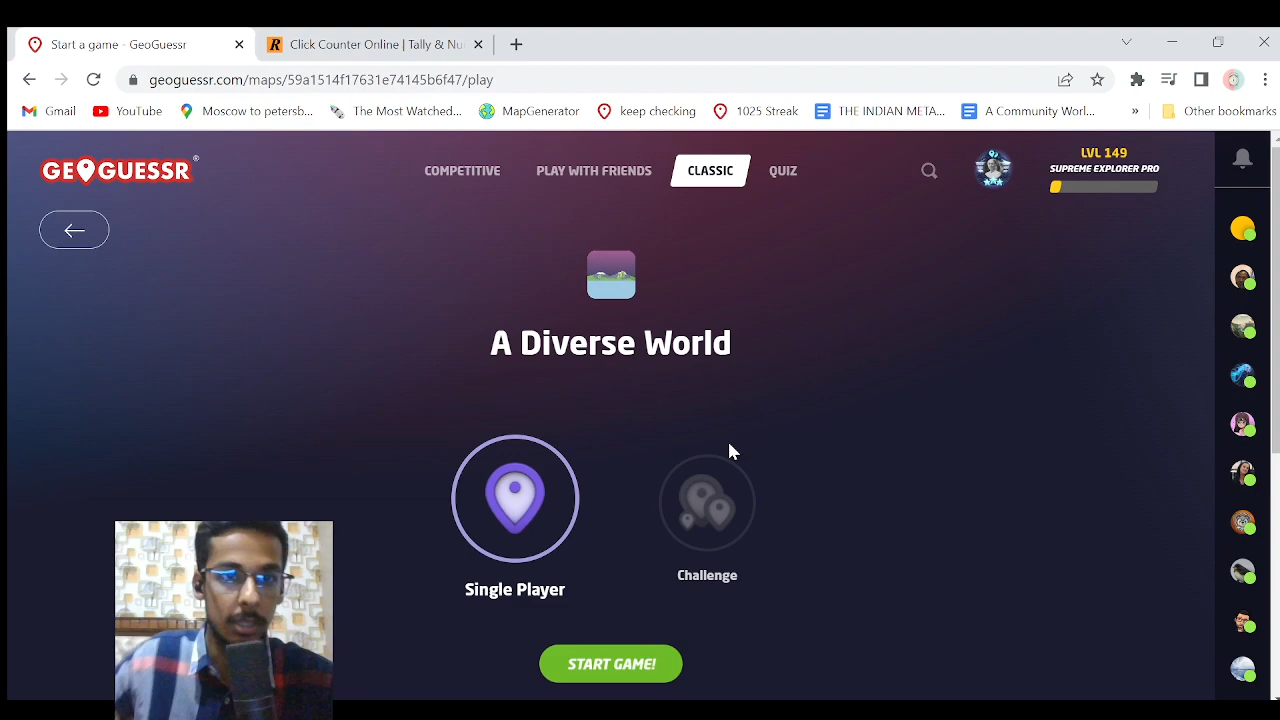 Start a game - GeoGuessr
Click Counter Online | Tally & Nu
geoguessr.com/maps/59a1514f17631e74145b6f47/play
Gmail YouTube Moscow to petersb... The Most Watched... MapGenerator keep checking 1025 Streak THE INDIAN META... A Community Worl... » Other bookmarks
GEOGUESSR®
COMPETITIVE PLAY WITH FRIENDS CLASSIC QUIZ
LVL 149
SUPREME EXPLORER PRO
A Diverse World
Single Player
Challenge
START GAME!